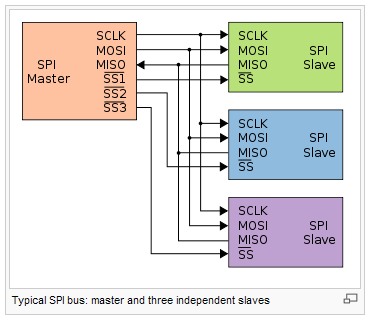 SPI
Master
SCLK
MOSI
MISO
SS1
SS2
SS3
SCLK
MOSI
MISO
SS
SPI
Slave
SCLK
MOSI
MISO
SS
SPI
Slave
SCLK
MOSI
MISO
SS
SPI
Slave
Typical SPI bus: master and three independent slaves